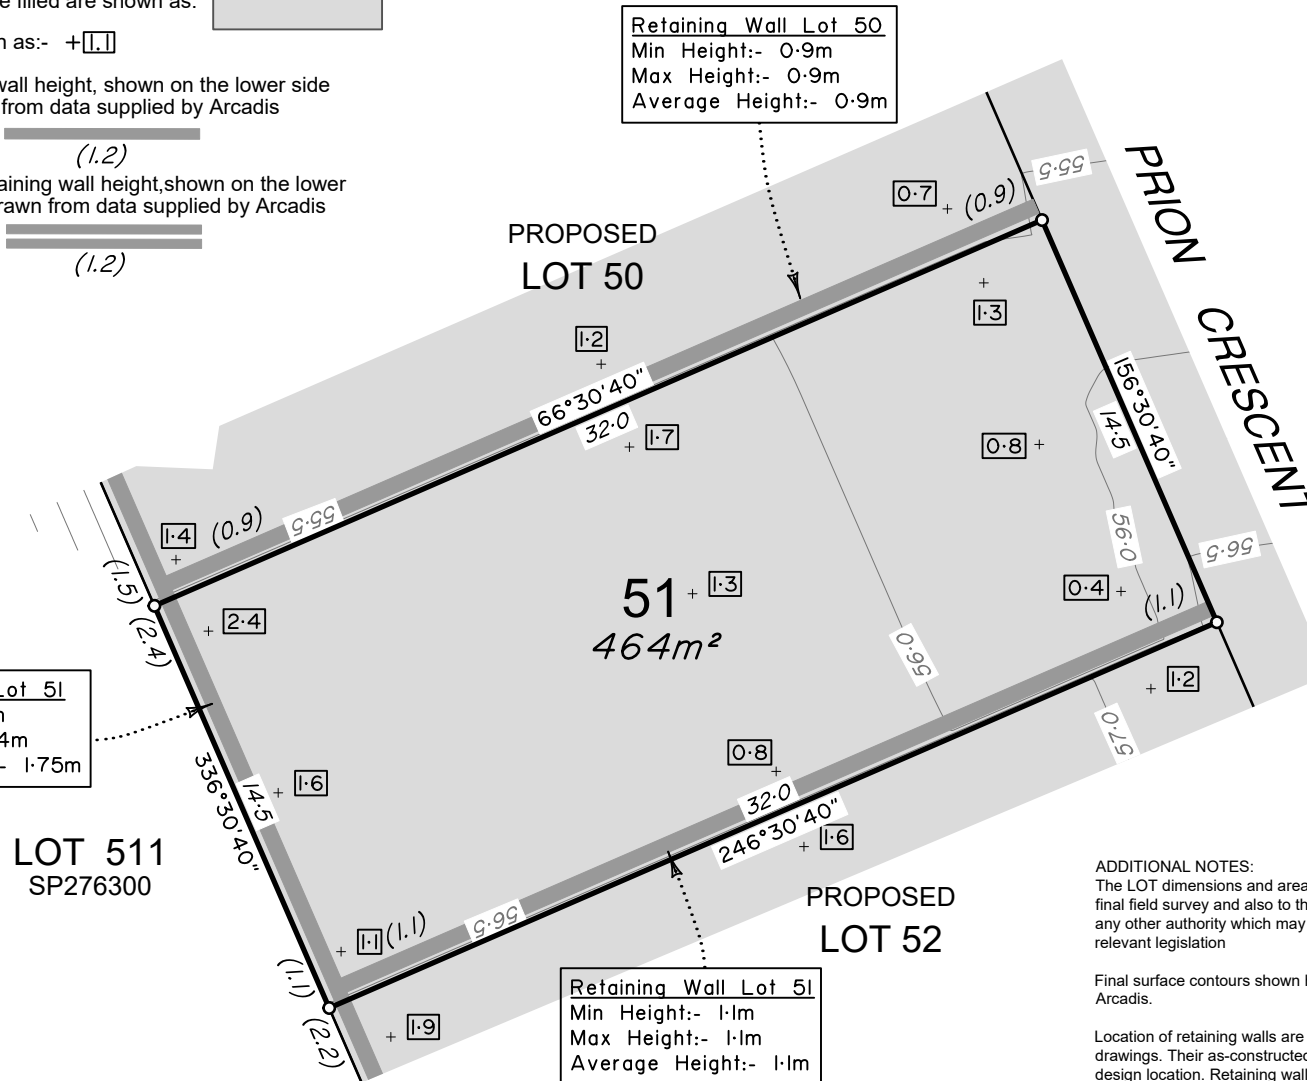 e filled are shown as:
n as:- +1.1
wall height, shown on the lower side
from data supplied by Arcadis
(1.2)
aining wall height,shown on the lower
rawn from data supplied by Arcadis
(1.2)
Retaining Wall Lot 50
Min Height:- 0·9m
Max Height:- 0·9m
Average Height:- 0·9m
PRION CRESCENT
55·5
0·7
(0.9)
PROPOSED
LOT 50
1·3
1·2
66°30'40"
32·0
1·7
156°30'40"
14·5
0·8
56·0
56·5
1·4
(0.9)
55·5
(1.5)
(2.4)
2·4
51
464m²
1·3
0·4
(1.1)
56·0
1·2
57·0
ot 51
m
4m
- 1·75m
336°30'40"
14·5
1·6
0·8
32·0
246°30'40"
1·6
LOT 511
SP276300
PROPOSED
LOT 52
56·5
1·1
(1.1)
(1.1)
(2.2)
1·9
Retaining Wall Lot 51
Min Height:- 1·1m
Max Height:- 1·1m
Average Height:- 1·1m
ADDITIONAL NOTES:
The LOT dimensions and area
final field survey and also to th
any other authority which may
relevant legislation
Final surface contours shown
Arcadis.
Location of retaining walls are
drawings. Their as-constructed
design location. Retaining wall